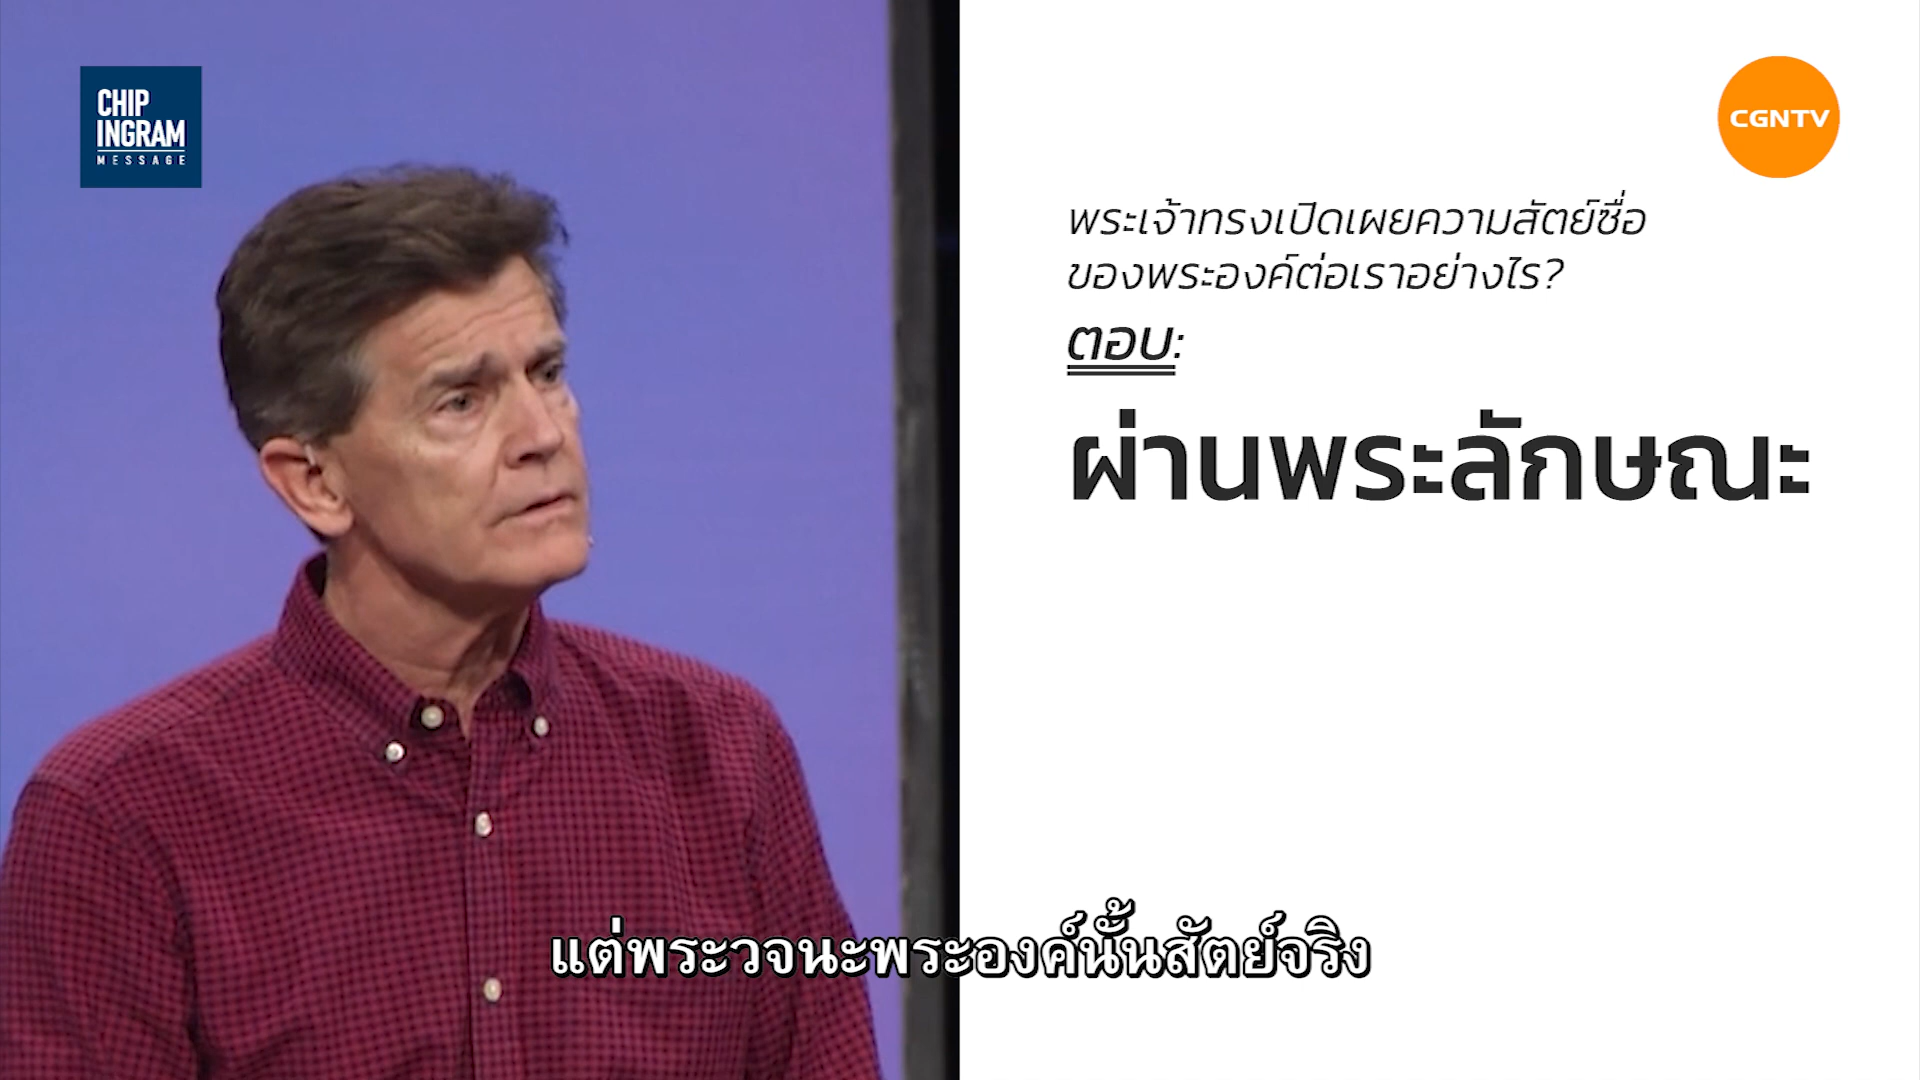 CHIP
INGRAM
MESSAGE
CGNTV
พระเจ้าทรงเปิดเผยความสัตย์ซื่อ
ของพระองค์ต่อเราอย่างไร?
ตอบ:
ผ่านพระลักษณะ
แต่พระวจนะพระองค์นั้นสัตย์จริง